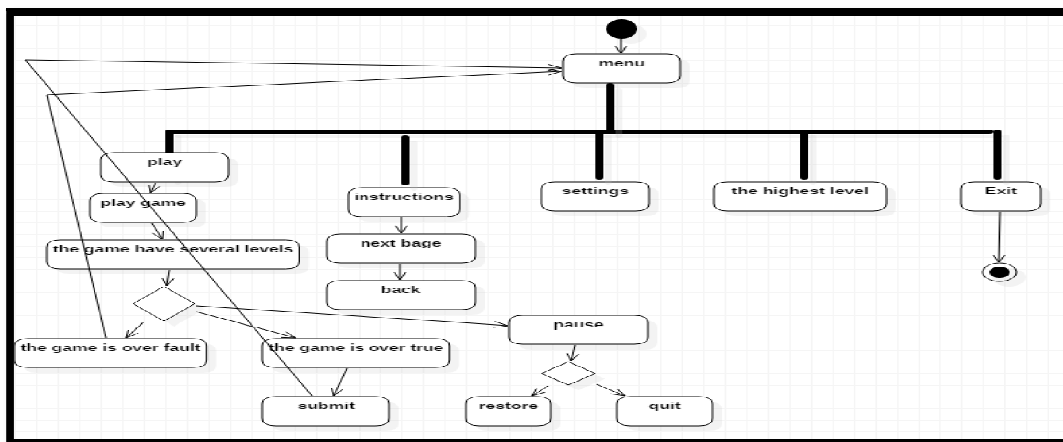 menu
play
instructions
settings
the highest level
Exit
play game
next bage
the game have several levels
back
pause
the game is over fault
the game is over true
submit
restore
quit